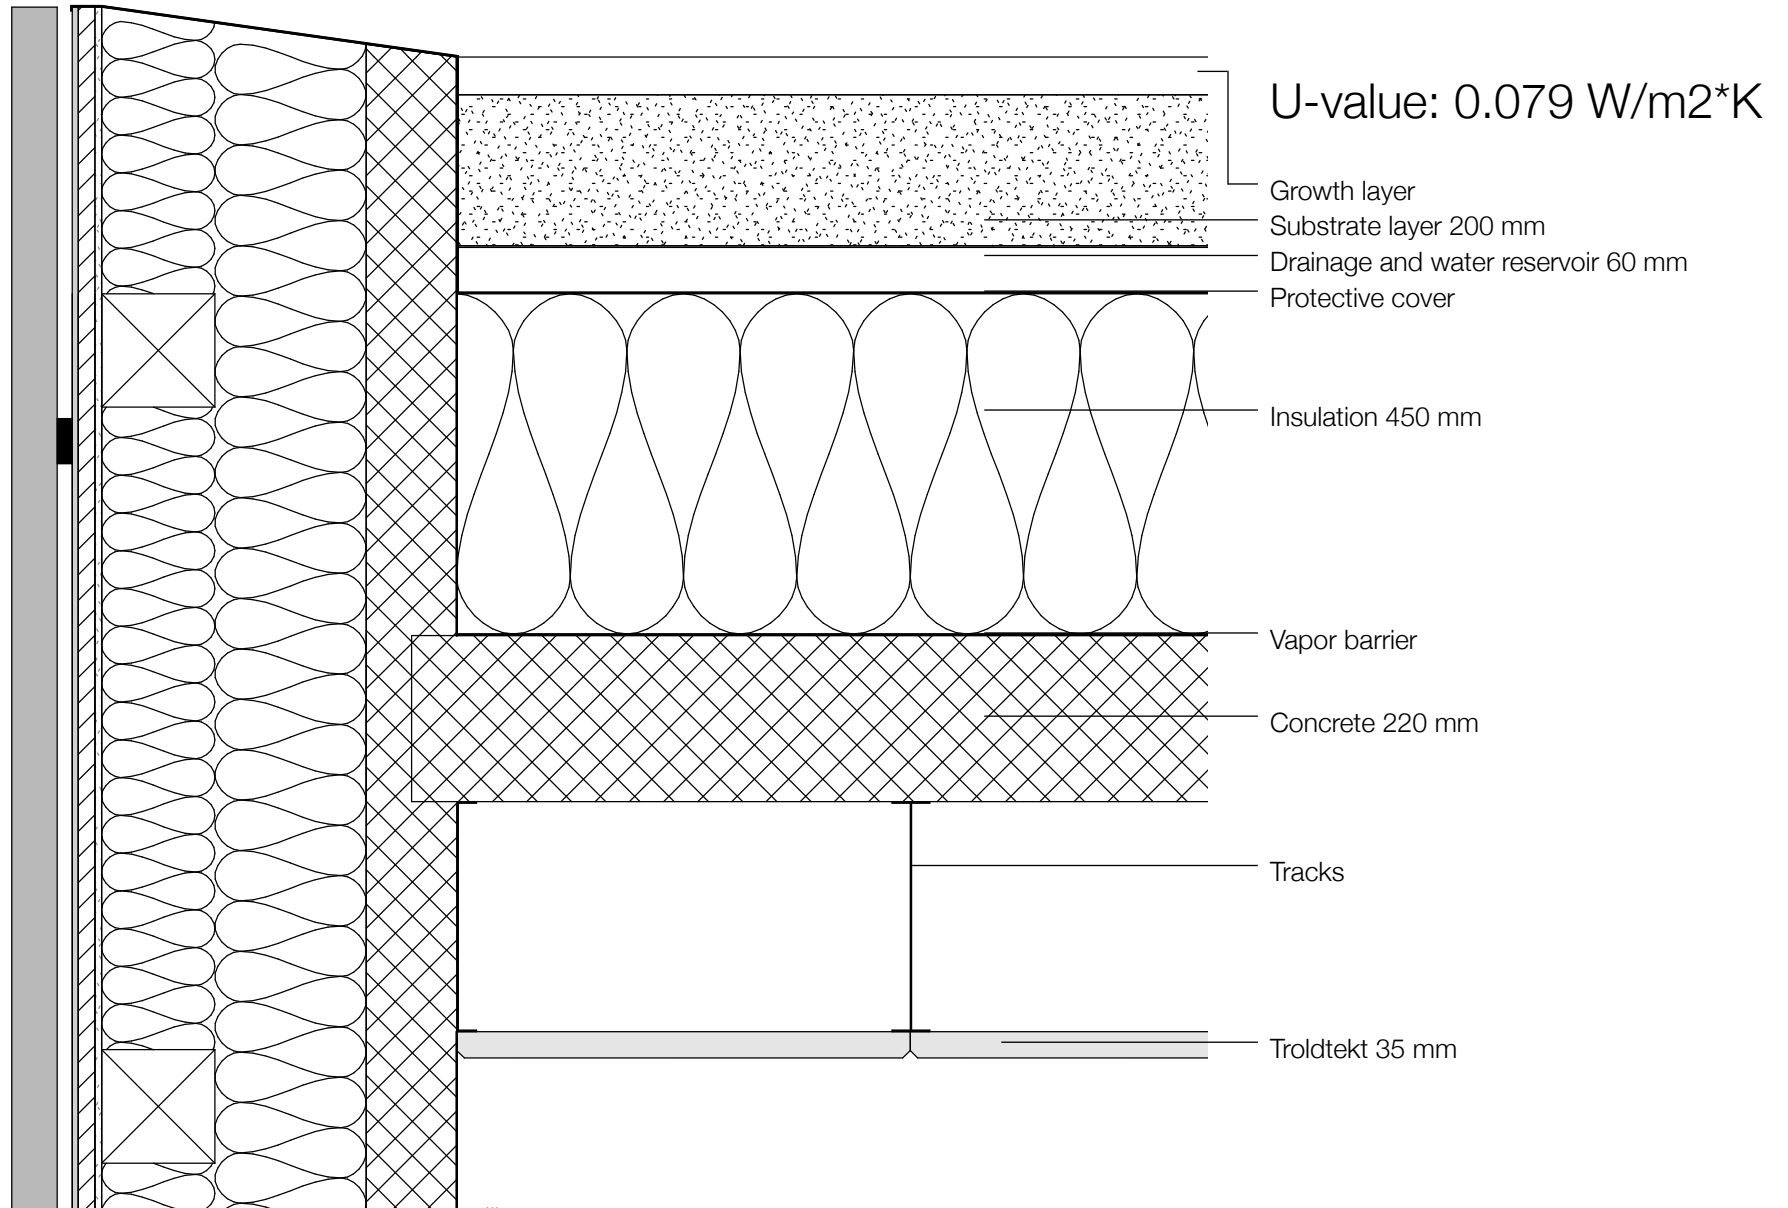 U-value: 0.079 W/m2*K
Growth layer
Substrate layer 200 mm
Drainage and water reservoir 60 mm
Protective cover
Insulation 450 mm
Vapor barrier
Concrete 220 mm
Tracks
Troldtekt 35 mm